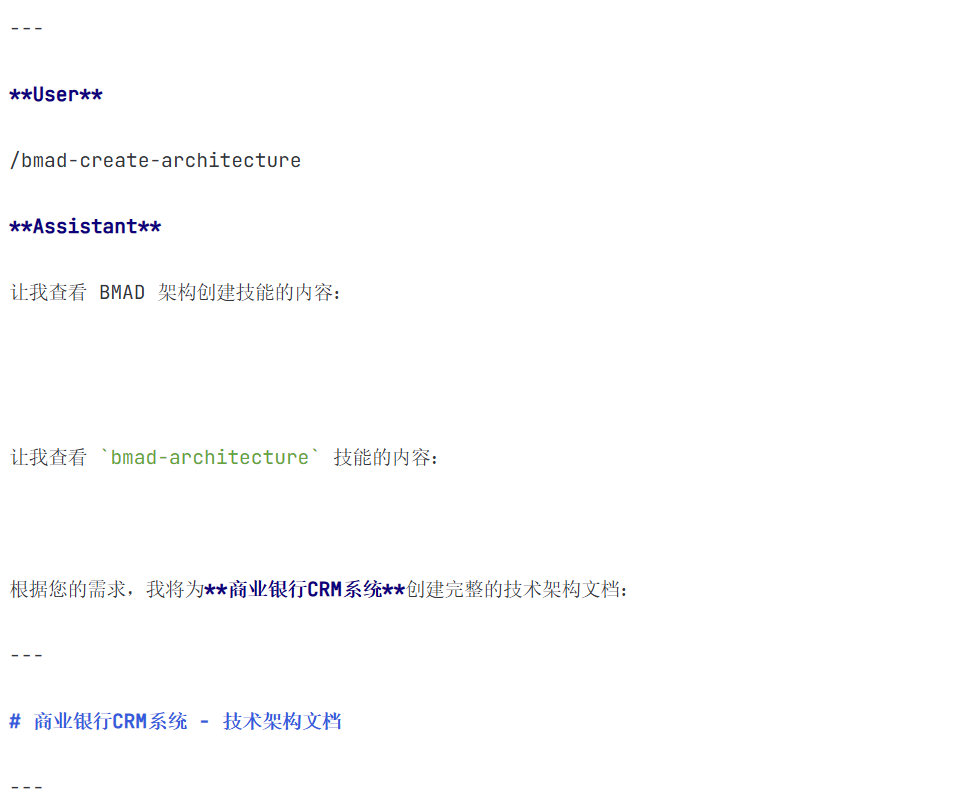 ---
**User**
/bmad-create-architecture
**Assistant**
让我查看 BMAD 架构创建技能的内容：
让我查看 `bmad-architecture` 技能的内容：
根据您的需求，我将为**商业银行CRM系统**创建完整的技术架构文档：
---
# 商业银行CRM系统 - 技术架构文档
---